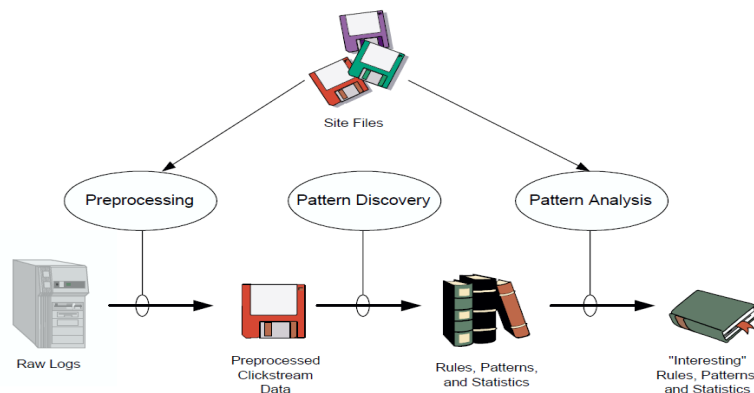 Site Files
Preprocessing
Pattern Discovery
Pattern Analysis
Raw Logs
Preprocessed
Clickstream
Data
Rules, Patterns,
and Statistics
"Interesting"
Rules, Patterns,
and Statistics